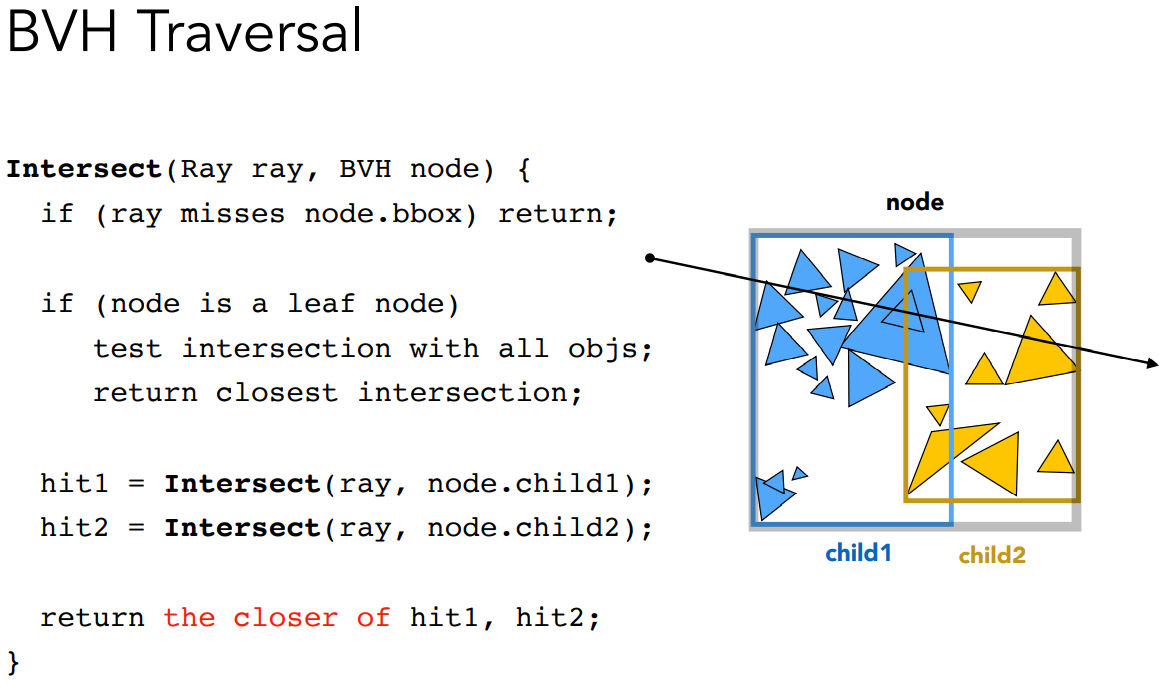 BVH Traversal
Intersect(Ray ray, BVH node) {
if (ray misses node.bbox) return;
if (node is a leaf node)
test intersection with all objs;
return closest intersection;
hit1 = Intersect(ray, node.child1);
hit2 = Intersect(ray, node.child2);
return the closer of hit1, hit2;
}
node
child1
child2